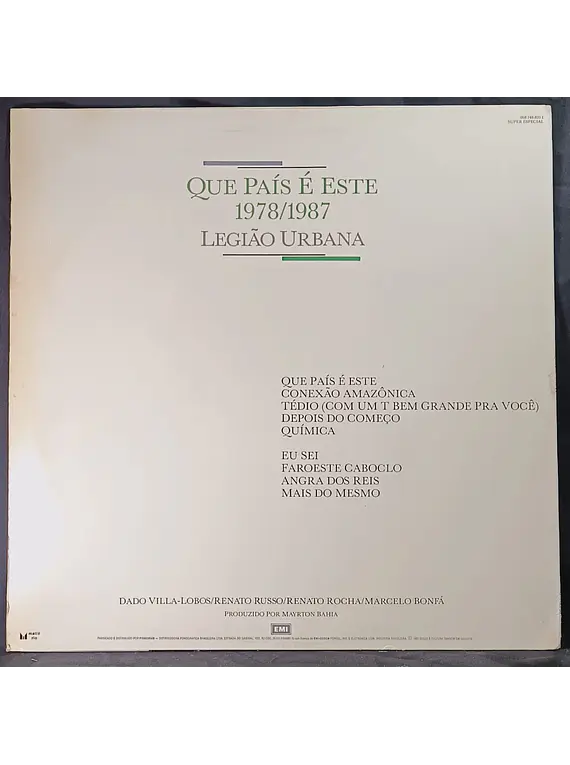 SUPER ESPECIAL
QUE PAÍS É ESTE
1978/1987
LEGIÃO URBANA
QUE PAÍS É ESTE
CONEXÃO AMAZÔNICA
TÉDIO (COM UM T BEM GRANDE PRA VOCÊ)
DEPOIS DO COMEÇO
QUÍMICA
EU SEI
FAROESTE CABOCLO
ANGRA DOS REIS
MAIS DO MESMO
DADO VILLA-LOBOS/RENATO RUSSO/RENATO ROCHA/MARCELO BONFÁ
PRODUZIDO POR MAYRTON BAHIA
EMI